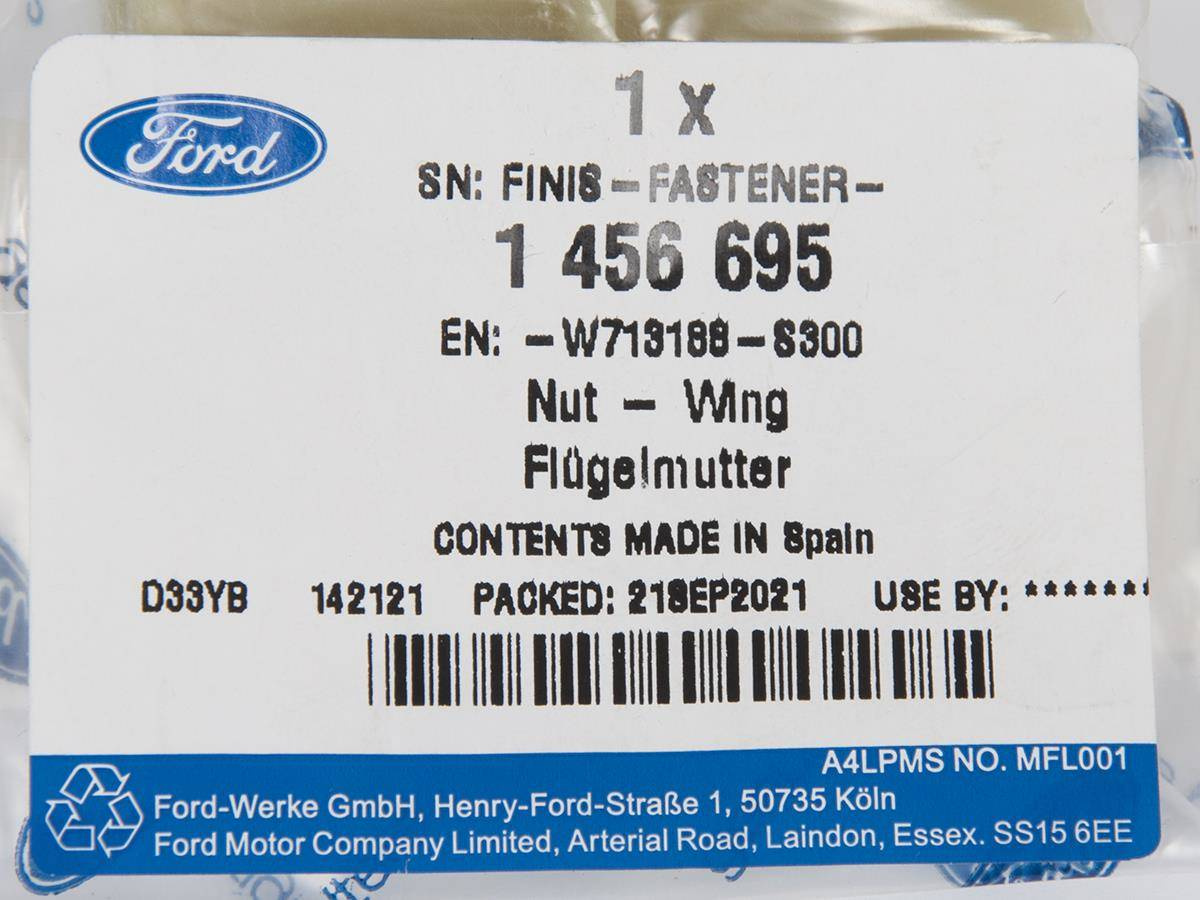 Ford
1 x
SN: FINIS - FASTENER -
1 456 695
EN: -W713188-S300
Nut - Wing
Flügelmutter
CONTENTS MADE IN Spain
D33YB 142121 PACKED: 21SEP2021 USE BY: *******
A4LPMS NO. MFL001
Ford-Werke GmbH, Henry-Ford-Straße 1, 50735 Köln
Ford Motor Company Limited, Arterial Road, Laindon, Essex. SS15 6EE